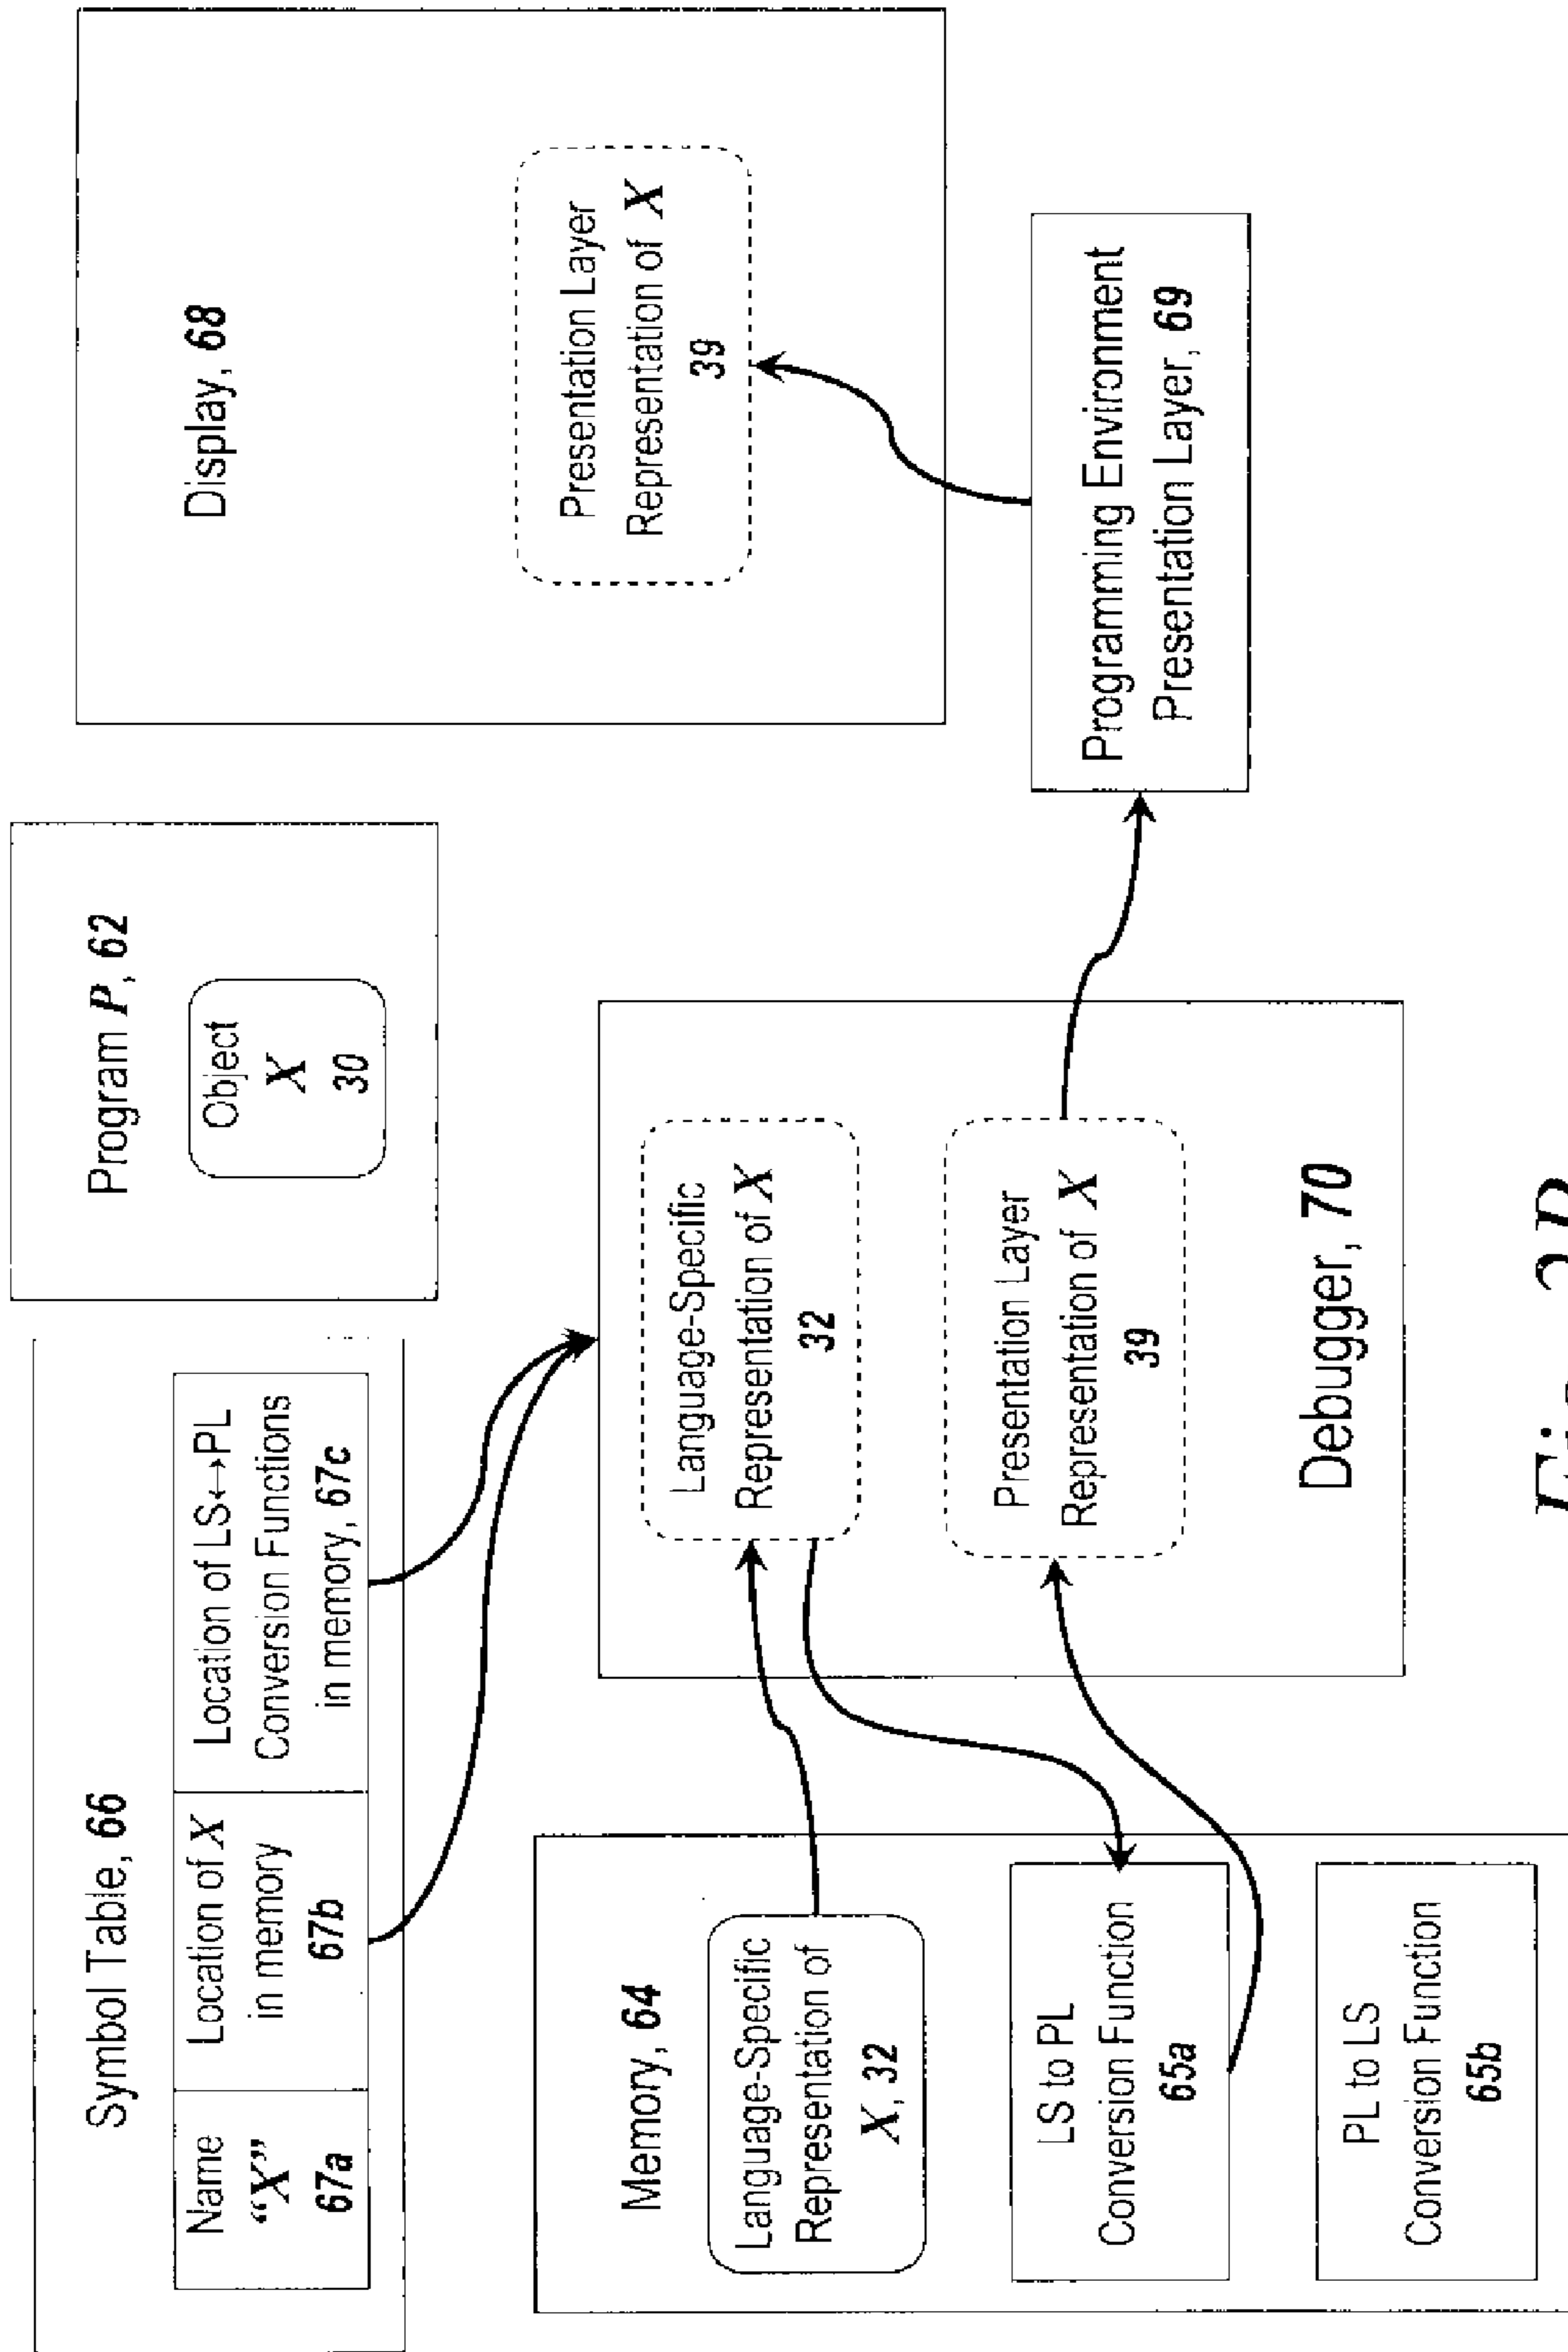 Symbol Table, 66
Name
“X”
67a
Location of X
in memory
67b
Location of LS↔PL
Conversion Functions
in memory, 67c
Program P, 62
Object
X
30
Display, 68
Presentation Layer
Representation of X
39
Memory, 64
Language-Specific
Representation of
X, 32
LS to PL
Conversion Function
65a
PL to LS
Conversion Function
65b
Language-Specific
Representation of X
32
Presentation Layer
Representation of X
39
Debugger, 70
Programming Environment
Presentation Layer, 69